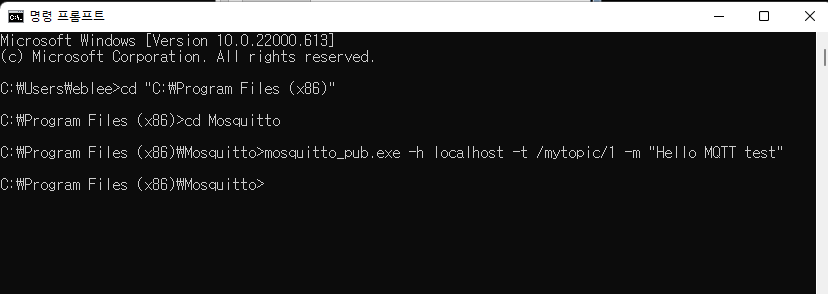 명령 프롬프트
Microsoft Windows [Version 10.0.22000.613]
(c) Microsoft Corporation. All rights reserved.
C:₩Users₩eblee>cd "C:₩Program Files (x86)"
C:₩Program Files (x86)>cd Mosquitto
C:₩Program Files (x86)₩Mosquitto>mosquitto_pub.exe -h localhost -t /mytopic/1 -m "Hello MQTT test"
C:₩Program Files (x86)₩Mosquitto>